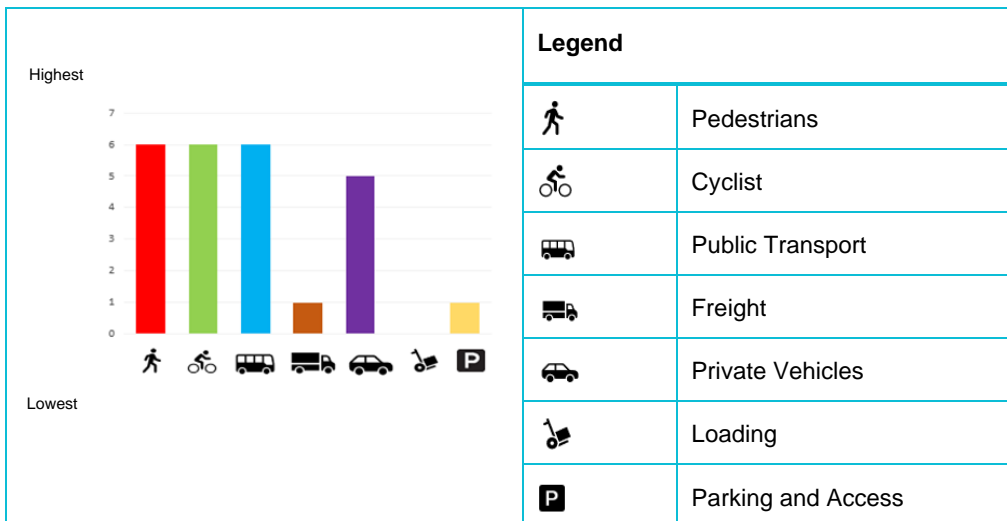 Highest
7
6
5
4
3
2
1
0
P
Lowest
Legend
Pedestrians
Cyclist
Public Transport
Freight
Private Vehicles
Loading
P Parking and Access